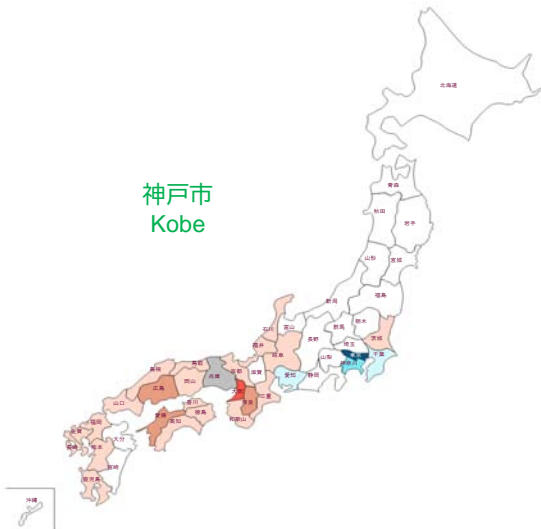 神戸市
Kobe
北海道
青森
秋田
岩手
山形
宮城
新潟
福島
石川
富山
栃木
群馬
長野
茨城
福井
岐阜
埼玉
山梨
千葉
神奈川
愛知
静岡
鳥取
京都
滋賀
島根
兵庫
岡山
広島
大阪
三重
奈良
香川
山口
和歌山
徳島
愛媛
高知
福岡
佐賀
大分
長崎
熊本
宮崎
鹿児島
沖縄